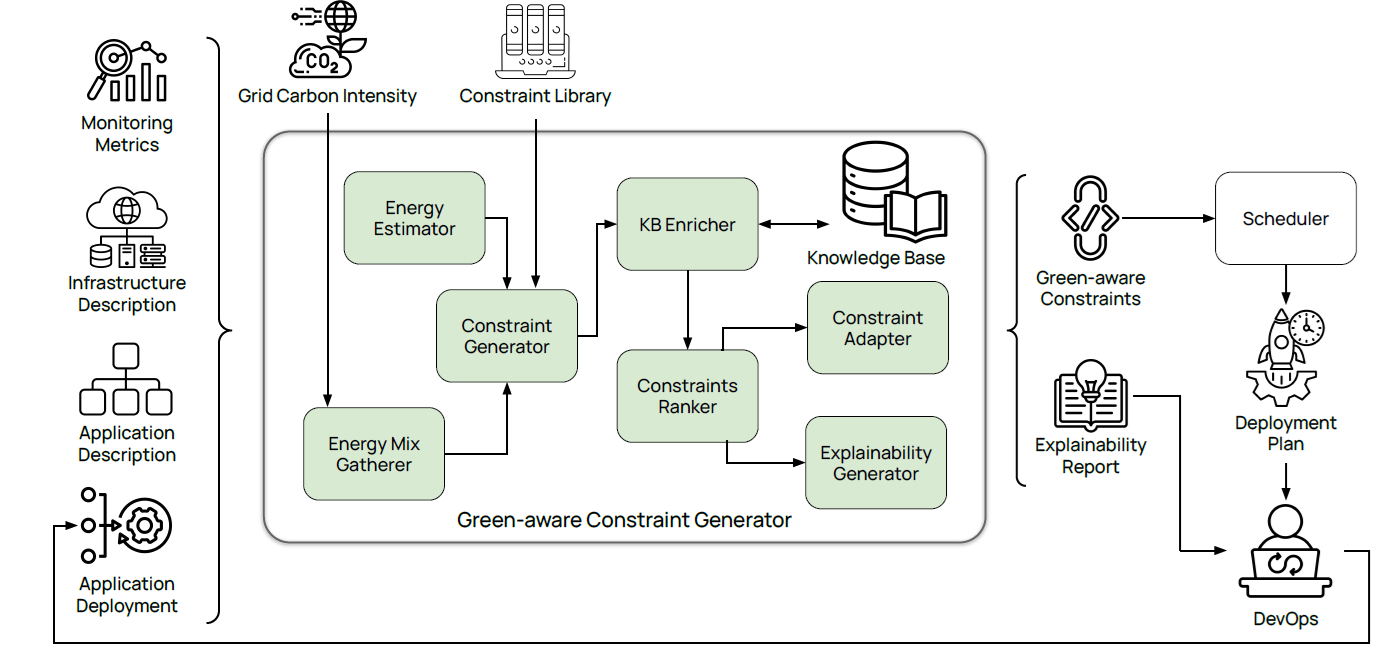 Monitoring
Metrics
Infrastructure
Description
Application
Description
Application
Deployment
CO2
Grid Carbon Intensity
Constraint Library
Energy
Estimator
Constraint
Generator
Energy Mix
Gatherer
KB Enricher
Knowledge Base
Constraints
Ranker
Constraint
Adapter
Explainability
Generator
Green-aware Constraint Generator
Green-aware
Constraints
Explainability
Report
Scheduler
Deployment
Plan
DevOps